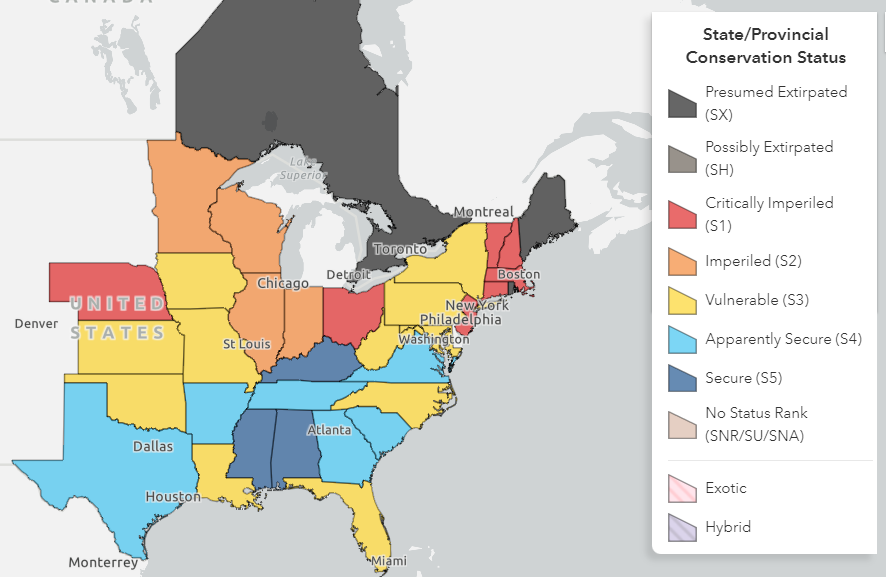 CANADA
Lake
Superior
Montreal
Toronto
Boston
Detroit
Chicago
New York
UNITED
Philadelphia
Denver
STATES
Washington
St Louis
Atlanta
Dallas
Houston
Monterrey
Miami
State/Provincial
Conservation Status
Presumed Extirpated
(SX)
Possibly Extirpated
(SH)
Critically Imperiled
(S1)
Imperiled (S2)
Vulnerable (S3)
Apparently Secure (S4)
Secure (S5)
No Status Rank
(SNR/SU/SNA)
Exotic
Hybrid